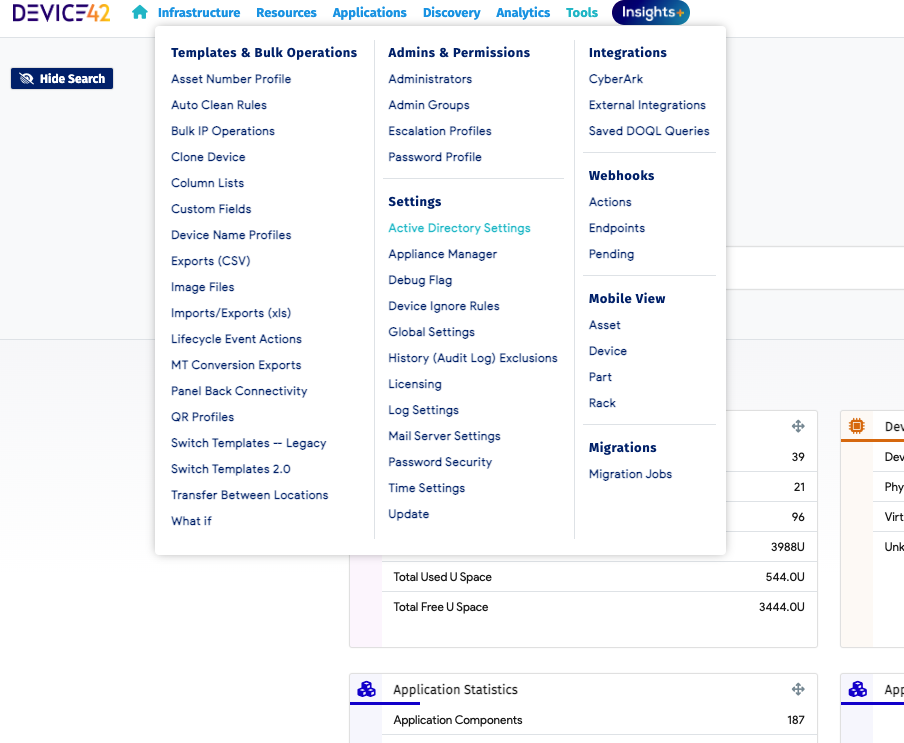 DEVICE42
Infrastructure Resources Applications Discovery Analytics Tools Insights+
Hide Search
Templates & Bulk Operations
Asset Number Profile
Auto Clean Rules
Bulk IP Operations
Clone Device
Column Lists
Custom Fields
Device Name Profiles
Exports (CSV)
Image Files
Imports/Exports (xls)
Lifecycle Event Actions
MT Conversion Exports
Panel Back Connectivity
QR Profiles
Switch Templates -- Legacy
Switch Templates 2.0
Transfer Between Locations
What if
Admins & Permissions
Administrators
Admin Groups
Escalation Profiles
Password Profile
Settings
Active Directory Settings
Appliance Manager
Debug Flag
Device Ignore Rules
Global Settings
History (Audit Log) Exclusions
Licensing
Log Settings
Mail Server Settings
Password Security
Time Settings
Update
Integrations
CyberArk
External Integrations
Saved DOQL Queries
Webhooks
Actions
Endpoints
Pending
Mobile View
Asset
Device
Part
Rack
Migrations
Migration Jobs
39
21
96
3988U
Total Used U Space 544.0U
Total Free U Space 3444.0U
Dev
Dev
Phy
Virt
Unk
Application Statistics
Application Components 187
App
App